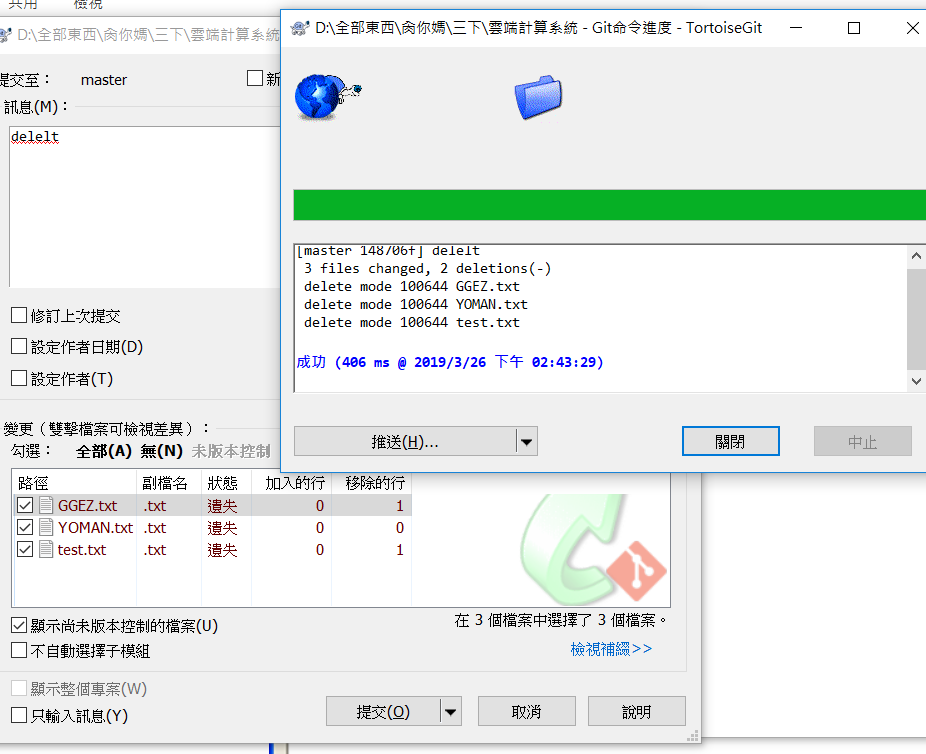 共用 檢視
D:\全部東西\肏你媽\三下\雲端計算系統
提交至： master 新
訊息(M)：
delelt
修訂上次提交
設定作者日期(D)
設定作者(T)
變更（雙擊檔案可檢視差異）：
勾選： 全部(A) 無(N) 未版本控制
路徑 副檔名 狀態 加入的行 移除的行
GGEZ.txt .txt 遺失 0 1
YOMAN.txt .txt 遺失 0 0
test.txt .txt 遺失 0 1
顯示尚未版本控制的檔案(U) 在 3 個檔案中選擇了 3 個檔案。
不自動選擇子模組 檢視補綴>>
顯示整個專案(W)
只輸入訊息(Y)
提交(O) 取消 說明
D:\全部東西\肏你媽\三下\雲端計算系統 - Git命令進度 - TortoiseGit
[master 148706f] delelt
3 files changed, 2 deletions(-)
delete mode 100644 GGEZ.txt
delete mode 100644 YOMAN.txt
delete mode 100644 test.txt
成功 (406 ms @ 2019/3/26 下午 02:43:29)
推送(H)... 關閉 中止